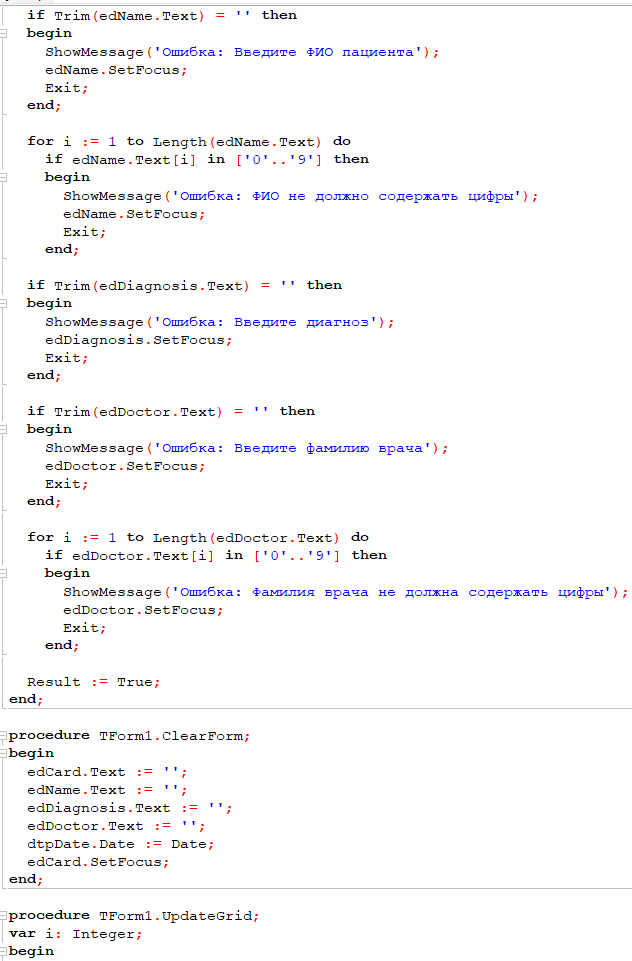 if Trim(edName.Text) = '' then
begin
ShowMessage('Ошибка: Введите ФИО пациента');
edName.SetFocus;
Exit;
end;
for i := 1 to Length(edName.Text) do
if edName.Text[i] in ['0'..'9'] then
begin
ShowMessage('Ошибка: ФИО не должно содержать цифры');
edName.SetFocus;
Exit;
end;
if Trim(edDiagnosis.Text) = '' then
begin
ShowMessage('Ошибка: Введите диагноз');
edDiagnosis.SetFocus;
Exit;
end;
if Trim(edDoctor.Text) = '' then
begin
ShowMessage('Ошибка: Введите фамилию врача');
edDoctor.SetFocus;
Exit;
end;
for i := 1 to Length(edDoctor.Text) do
if edDoctor.Text[i] in ['0'..'9'] then
begin
ShowMessage('Ошибка: Фамилия врача не должна содержать цифры');
edDoctor.SetFocus;
Exit;
end;
Result := True;
end;
procedure TForm1.ClearForm;
begin
edCard.Text := '';
edName.Text := '';
edDiagnosis.Text := '';
edDoctor.Text := '';
dtpDate.Date := Date;
edCard.SetFocus;
end;
procedure TForm1.UpdateGrid;
var i: Integer;
begin